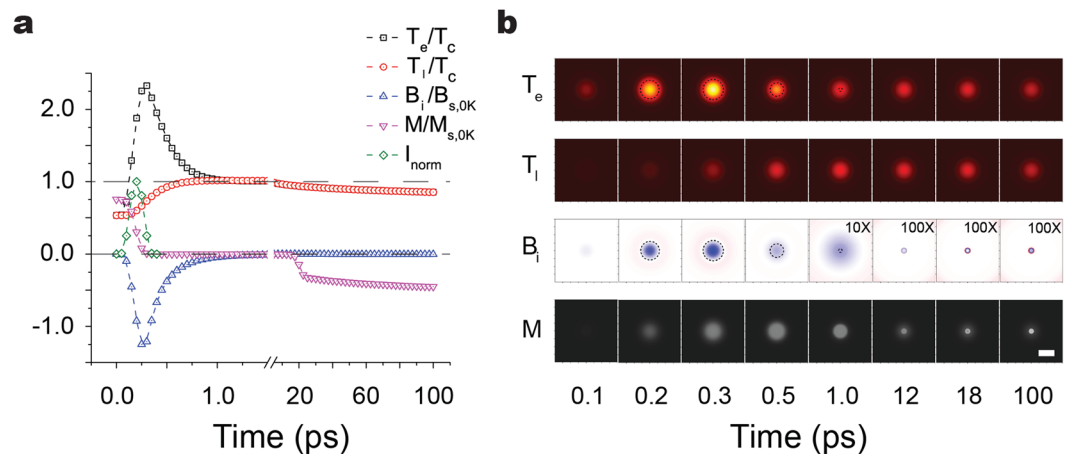 a
T_e/T_c
T_l/T_c
B_i/B_s,0K
M/M_s,0K
I_norm
2.0
1.0
0.0
-1.0
0.0 1.0 20 60 100
Time (ps)
b
T_e
T_l
B_i
10X 100X 100X 100X
M
0.1 0.2 0.3 0.5 1.0 12 18 100
Time (ps)